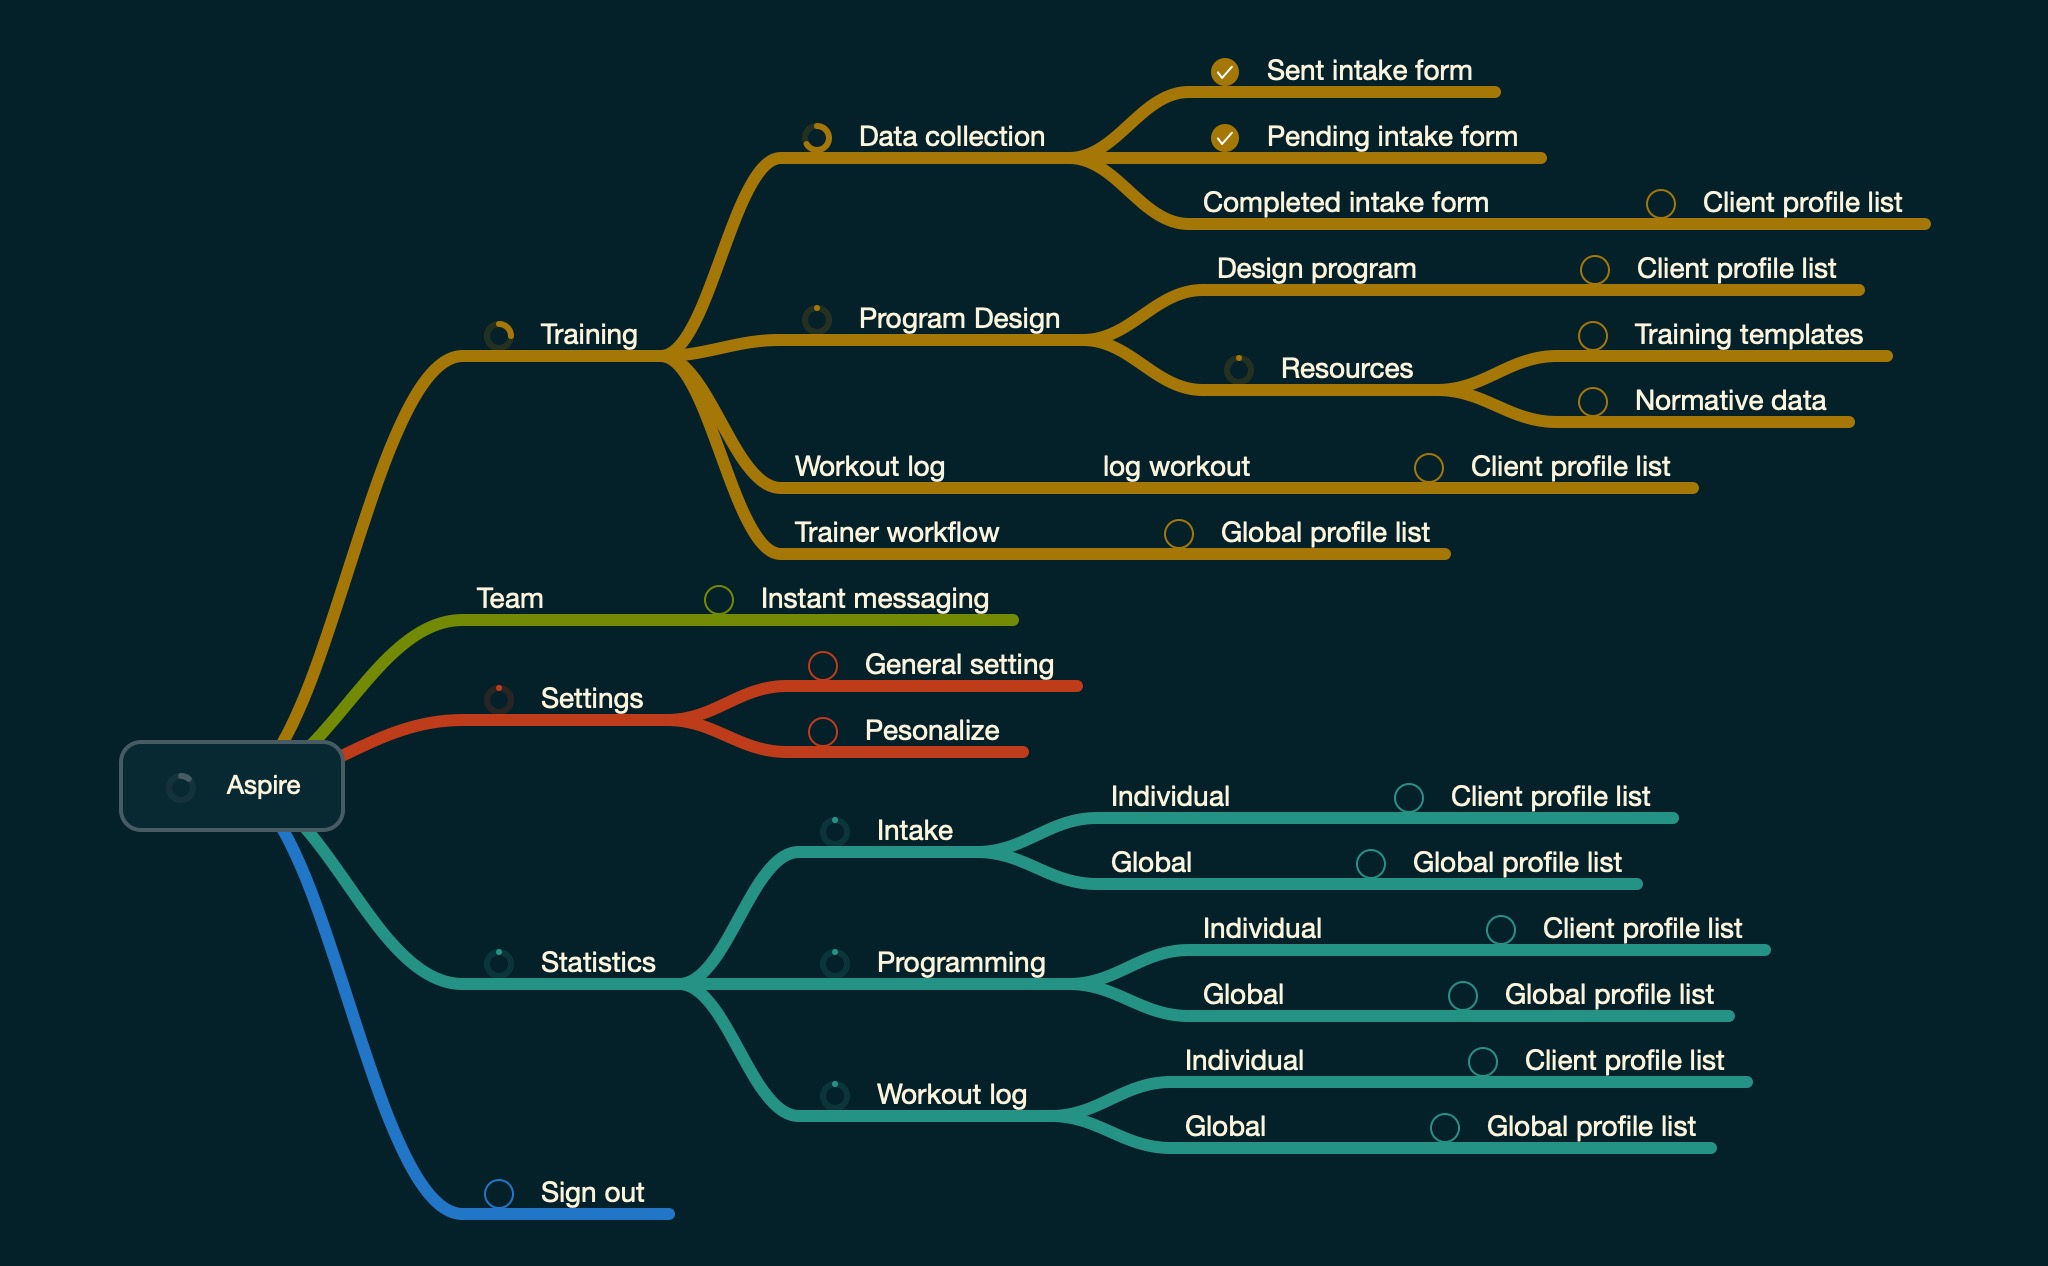 Sent intake form
Data collection
Pending intake form
Completed intake form
Client profile list
Design program
Client profile list
Program Design
Training
Training templates
Resources
Normative data
Workout log
log workout
Client profile list
Trainer workflow
Global profile list
Team
Instant messaging
General setting
Settings
Pesonalize
Aspire
Individual
Client profile list
Intake
Global
Global profile list
Individual
Client profile list
Statistics
Programming
Global
Global profile list
Individual
Client profile list
Workout log
Global
Global profile list
Sign out